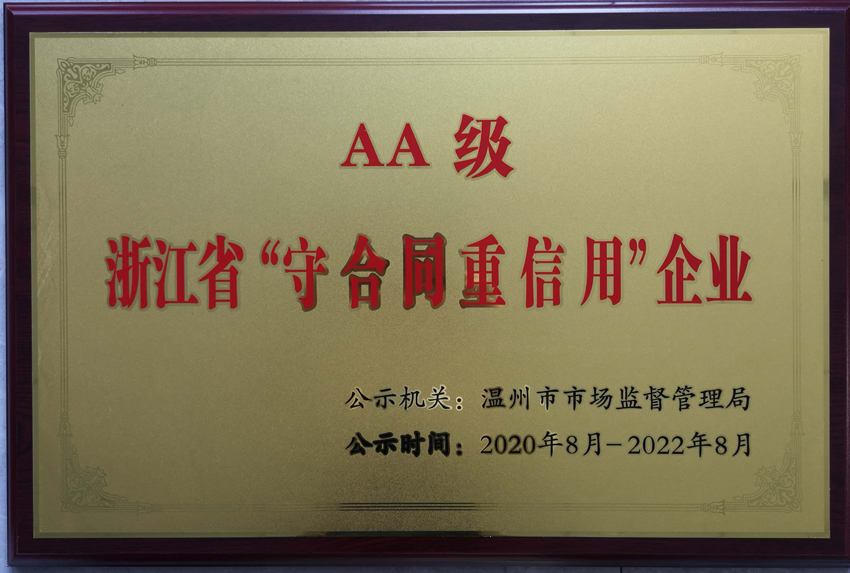 AA 级
浙江省“守合同重信用”企业
公示机关：温州市市场监督管理局
公示时间：2020年8月-2022年8月